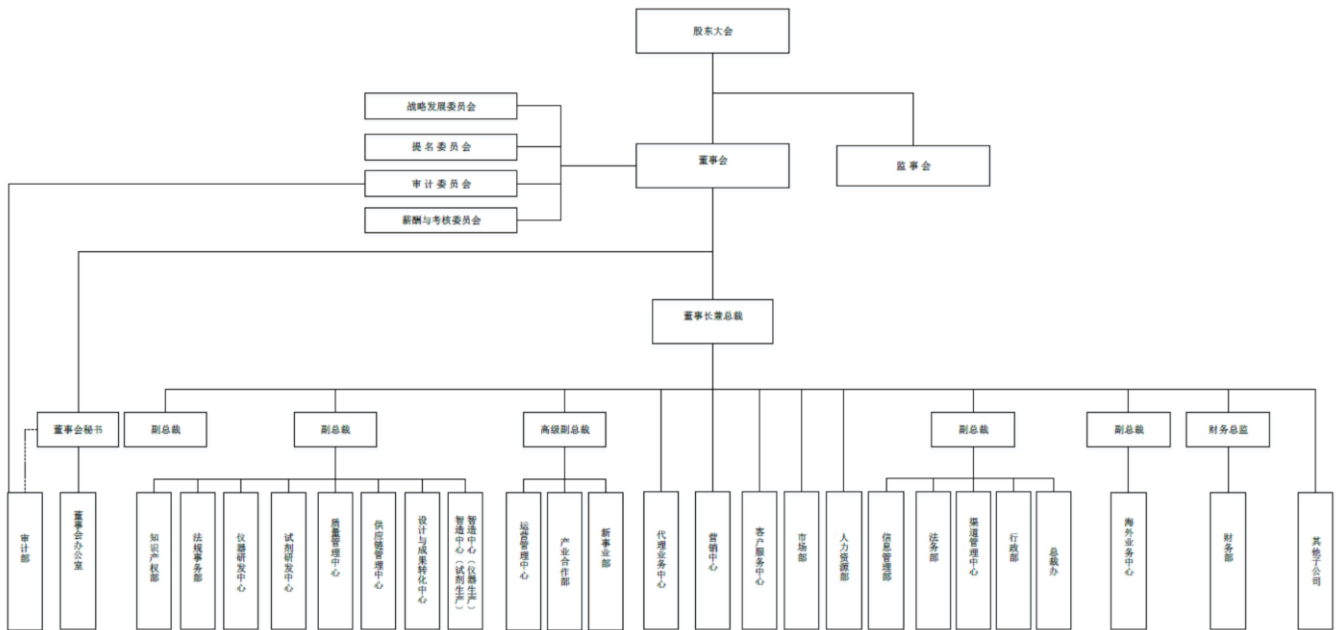 股东大会
战略发展委员会
提名委员会
董事会
监事会
审计委员会
薪酬与考核委员会
董事长兼总裁
董事会秘书
副总裁
副总裁
高级副总裁
副总裁
副总裁
财务总监
审计部
董事会办公室
知识产权部
法规事务部
仪器研发中心
试剂研发中心
质量管理中心
供应链管理中心
设计与成果转化中心
智造中心（仪器生产）
智造中心（试剂生产）
运营管理中心
产业合作部
新事业部
代理业务中心
营销中心
客户服务中心
市场部
人力资源部
信息管理部
法务部
渠道管理中心
行政部
总裁办
海外业务中心
财务部
其他子公司